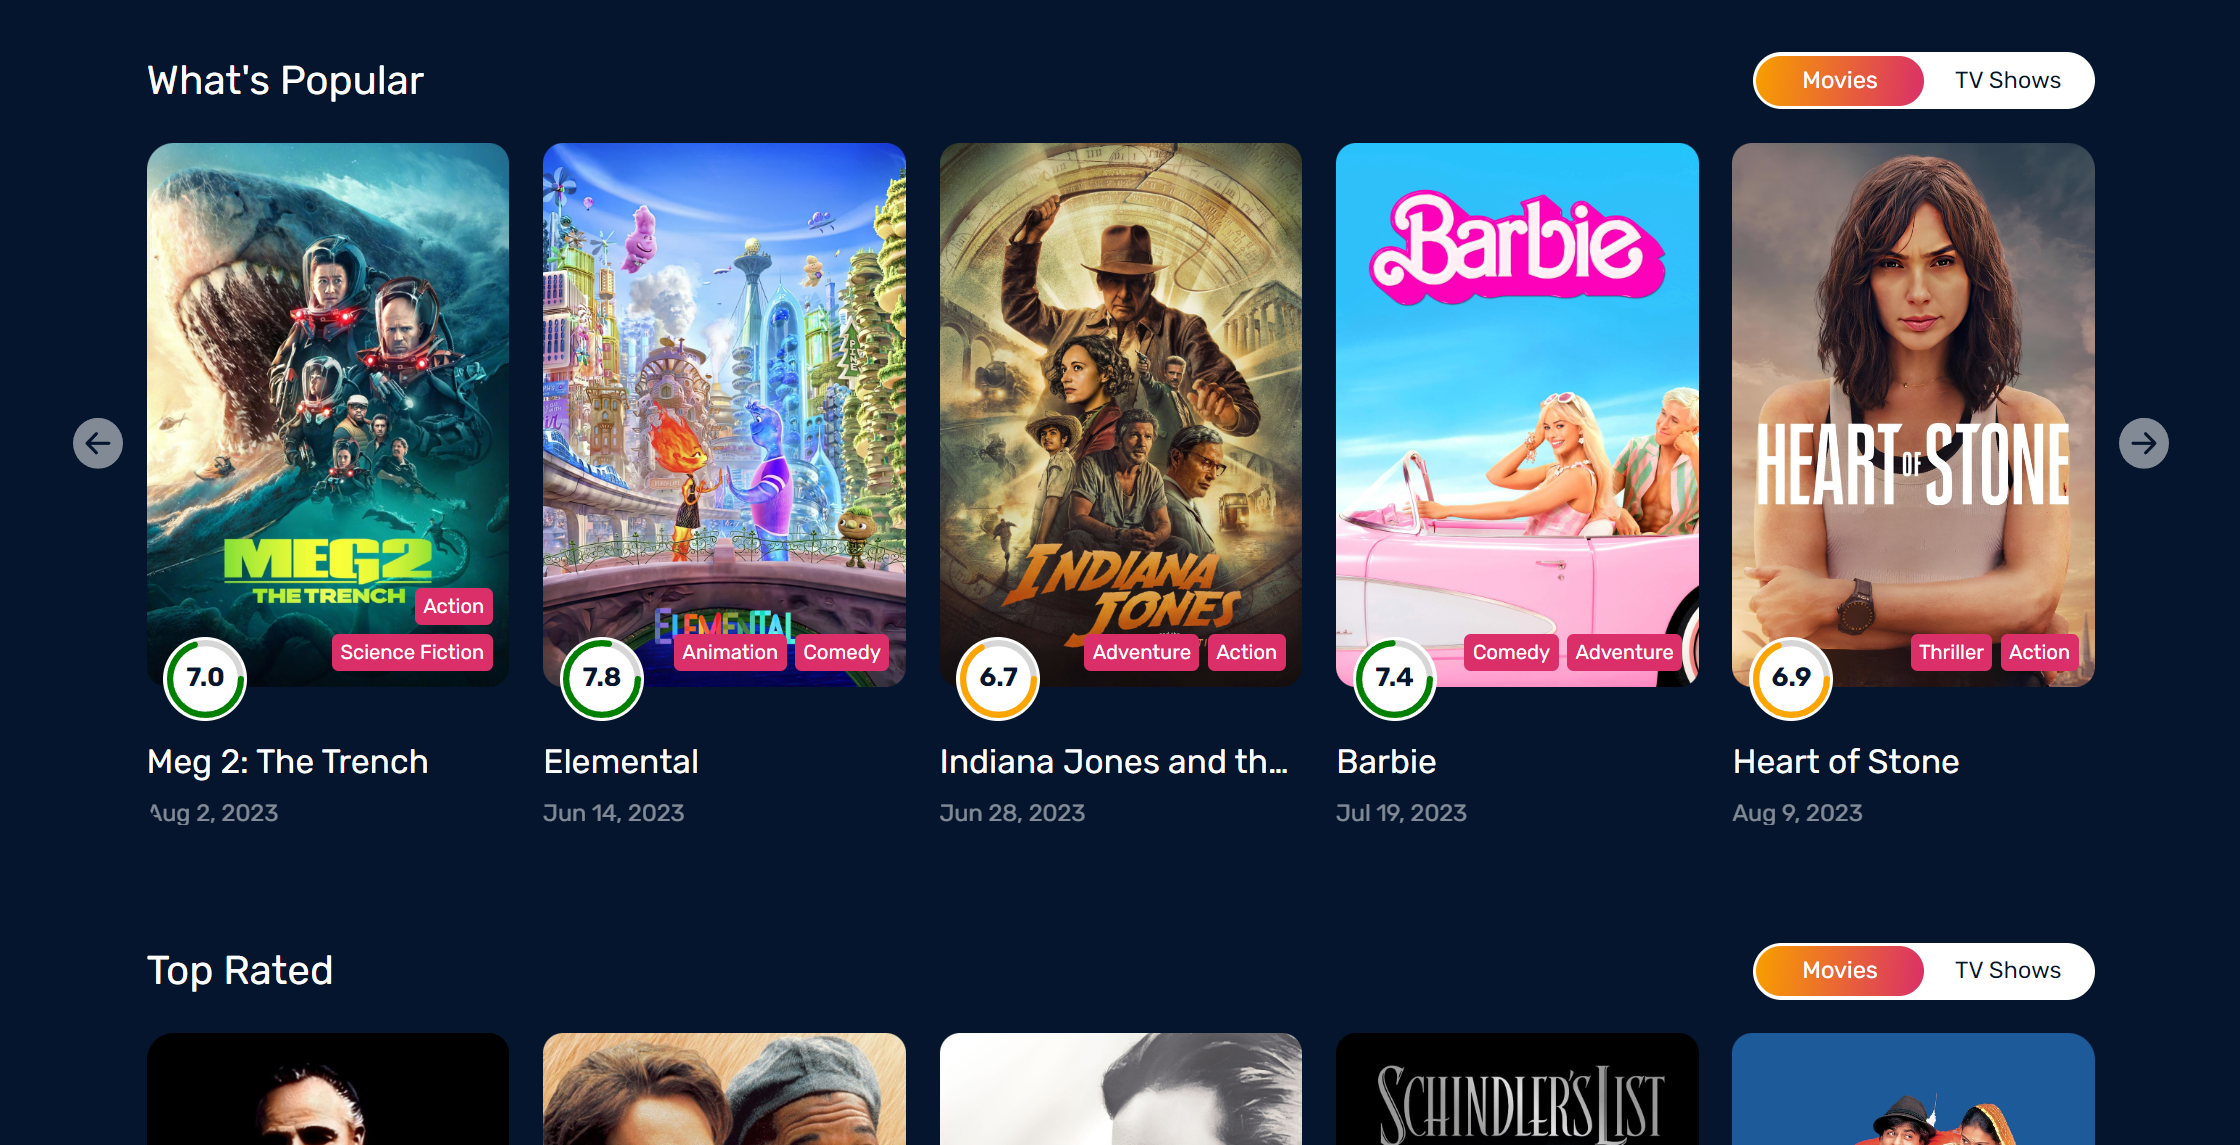 What's Popular
Movies
TV Shows
MEG2
THE TRENCH
Action
Science Fiction
7.0
Meg 2: The Trench
Aug 2, 2023
ELEMENTAL
Animation
Comedy
7.8
Elemental
Jun 14, 2023
INDIANA
JONES
Adventure
Action
6.7
Indiana Jones and th...
Jun 28, 2023
Barbie
Comedy
Adventure
7.4
Barbie
Jul 19, 2023
HEART OF STONE
Thriller
Action
6.9
Heart of Stone
Aug 9, 2023
Top Rated
Movies
TV Shows
SCHINDLER'S LIST